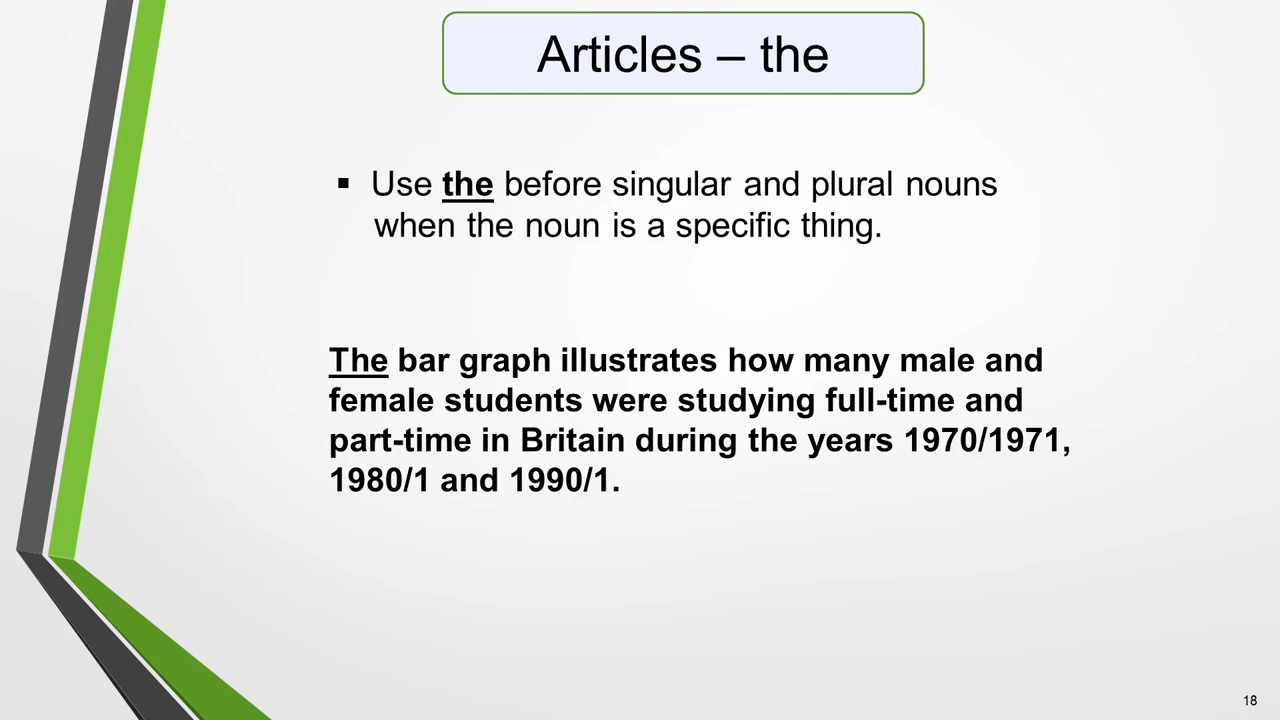 Articles – the
▪ Use the before singular and plural nouns
when the noun is a specific thing.
The bar graph illustrates how many male and
female students were studying full-time and
part-time in Britain during the years 1970/1971,
1980/1 and 1990/1.
18